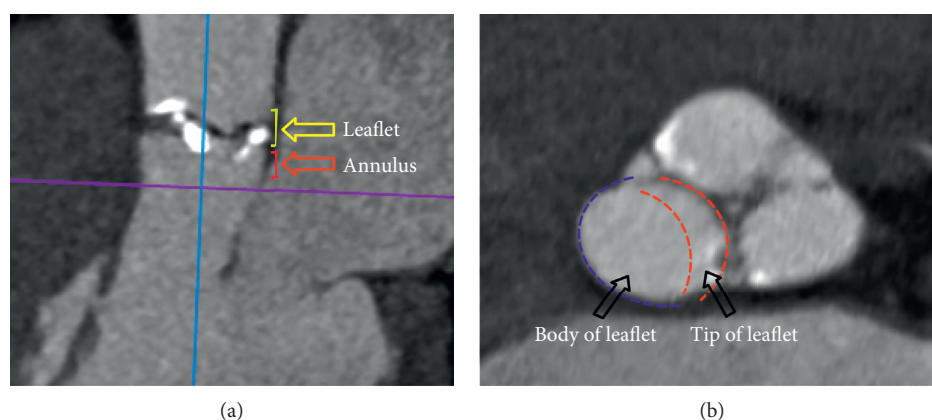 Leaflet
Annulus
Body of leaflet
Tip of leaflet
(a)
(b)